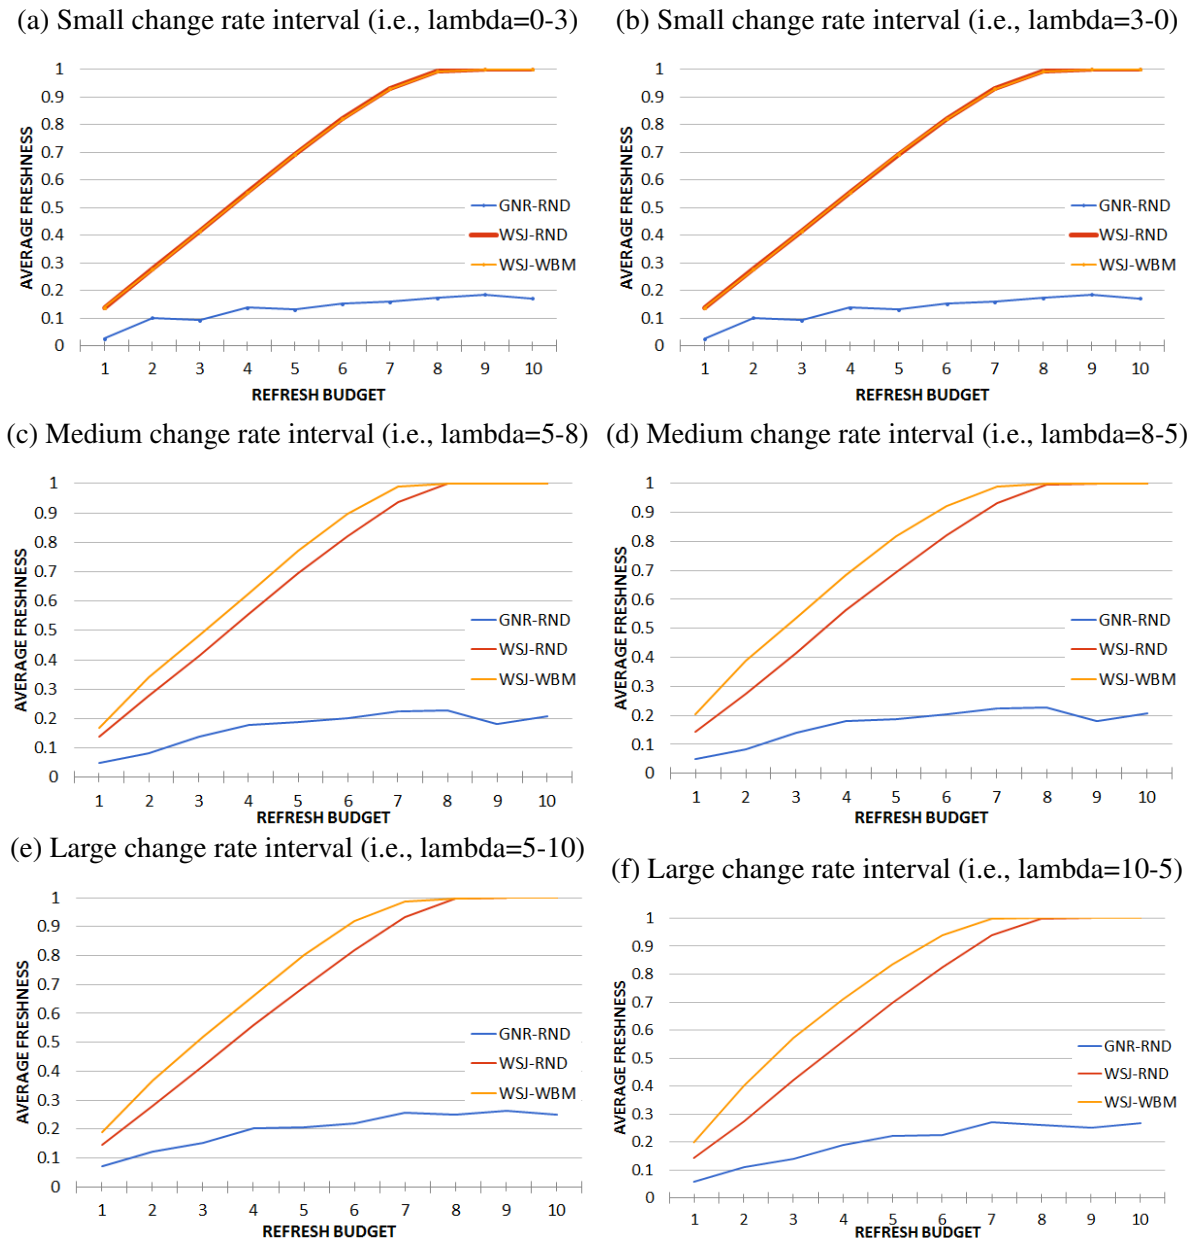 (a) Small change rate interval (i.e., lambda=0-3)
AVERAGE FRESHNESS
1
0.9
0.8
0.7
0.6
0.5
0.4
0.3
0.2
0.1
0
GNR-RND
WSJ-RND
WSJ-WBM
1 2 3 4 5 6 7 8 9 10
REFRESH BUDGET
(b) Small change rate interval (i.e., lambda=3-0)
AVERAGE FRESHNESS
1
0.9
0.8
0.7
0.6
0.5
0.4
0.3
0.2
0.1
0
GNR-RND
WSJ-RND
WSJ-WBM
1 2 3 4 5 6 7 8 9 10
REFRESH BUDGET
(c) Medium change rate interval (i.e., lambda=5-8)
AVERAGE FRESHNESS
1
0.9
0.8
0.7
0.6
0.5
0.4
0.3
0.2
0.1
0
GNR-RND
WSJ-RND
WSJ-WBM
1 2 3 4 5 6 7 8 9 10
REFRESH BUDGET
(d) Medium change rate interval (i.e., lambda=8-5)
AVERAGE FRESHNESS
1
0.9
0.8
0.7
0.6
0.5
0.4
0.3
0.2
0.1
0
GNR-RND
WSJ-RND
WSJ-WBM
1 2 3 4 5 6 7 8 9 10
REFRESH BUDGET
(e) Large change rate interval (i.e., lambda=5-10)
AVERAGE FRESHNESS
1
0.9
0.8
0.7
0.6
0.5
0.4
0.3
0.2
0.1
0
GNR-RND
WSJ-RND
WSJ-WBM
1 2 3 4 5 6 7 8 9 10
REFRESH BUDGET
(f) Large change rate interval (i.e., lambda=10-5)
AVERAGE FRESHNESS
1
0.9
0.8
0.7
0.6
0.5
0.4
0.3
0.2
0.1
0
GNR-RND
WSJ-RND
WSJ-WBM
1 2 3 4 5 6 7 8 9 10
REFRESH BUDGET